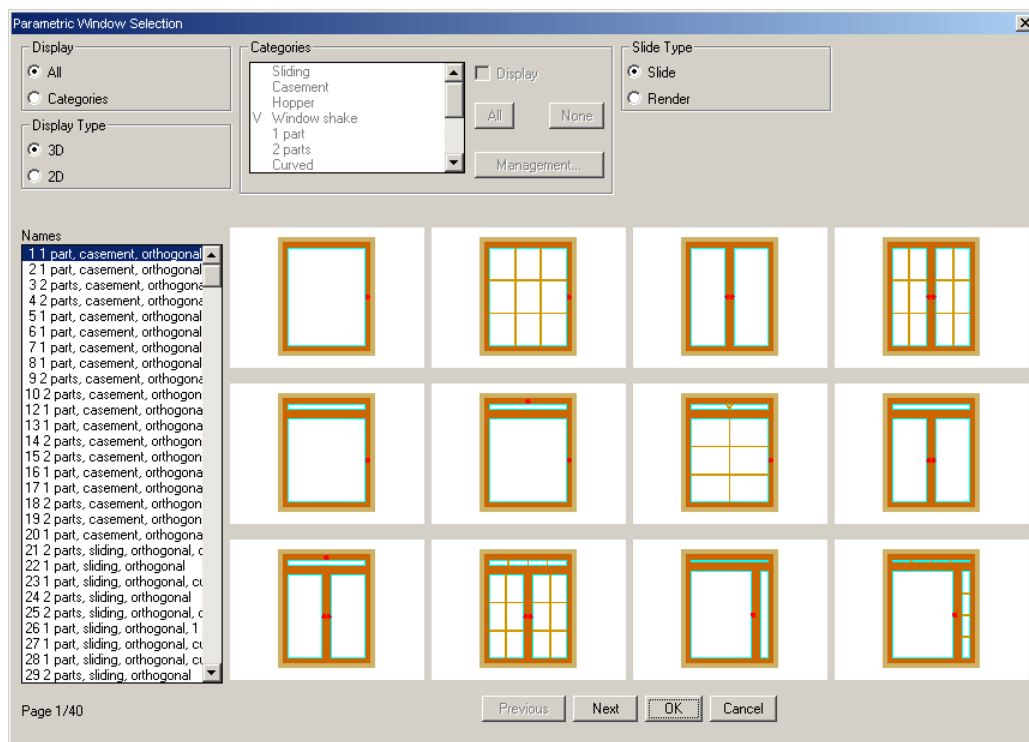 Parametric Window Selection
Display
All
Categories
Display Type
3D
2D
Categories
Sliding
Casement
Hopper
V Window shake
1 part
2 parts
Curved
Display
All
None
Management...
Slide Type
Slide
Render
Names
1 1 part, casement, orthogonal
2 1 part, casement, orthogonal
3 2 parts, casement, orthogona
4 2 parts, casement, orthogona
5 1 part, casement, orthogonal
6 1 part, casement, orthogonal
7 1 part, casement, orthogonal
8 1 part, casement, orthogonal
9 2 parts, casement, orthogona
10 2 parts, casement, orthogon
12 1 part, casement, orthogona
13 1 part, casement, orthogona
14 2 parts, casement, orthogon
15 2 parts, casement, orthogon
16 1 part, casement, orthogona
17 1 part, casement, orthogona
18 2 parts, casement, orthogon
19 2 parts, casement, orthogon
20 1 part, casement, orthogona
21 2 parts, sliding, orthogonal, c
22 1 part, sliding, orthogonal
23 1 part, sliding, orthogonal, cu
24 2 parts, sliding, orthogonal
25 2 parts, sliding, orthogonal, c
26 1 part, sliding, orthogonal, 1
27 1 part, sliding, orthogonal, cu
28 1 part, sliding, orthogonal, cu
29 2 parts, sliding, orthogonal
Page 1/40
Previous
Next
OK
Cancel